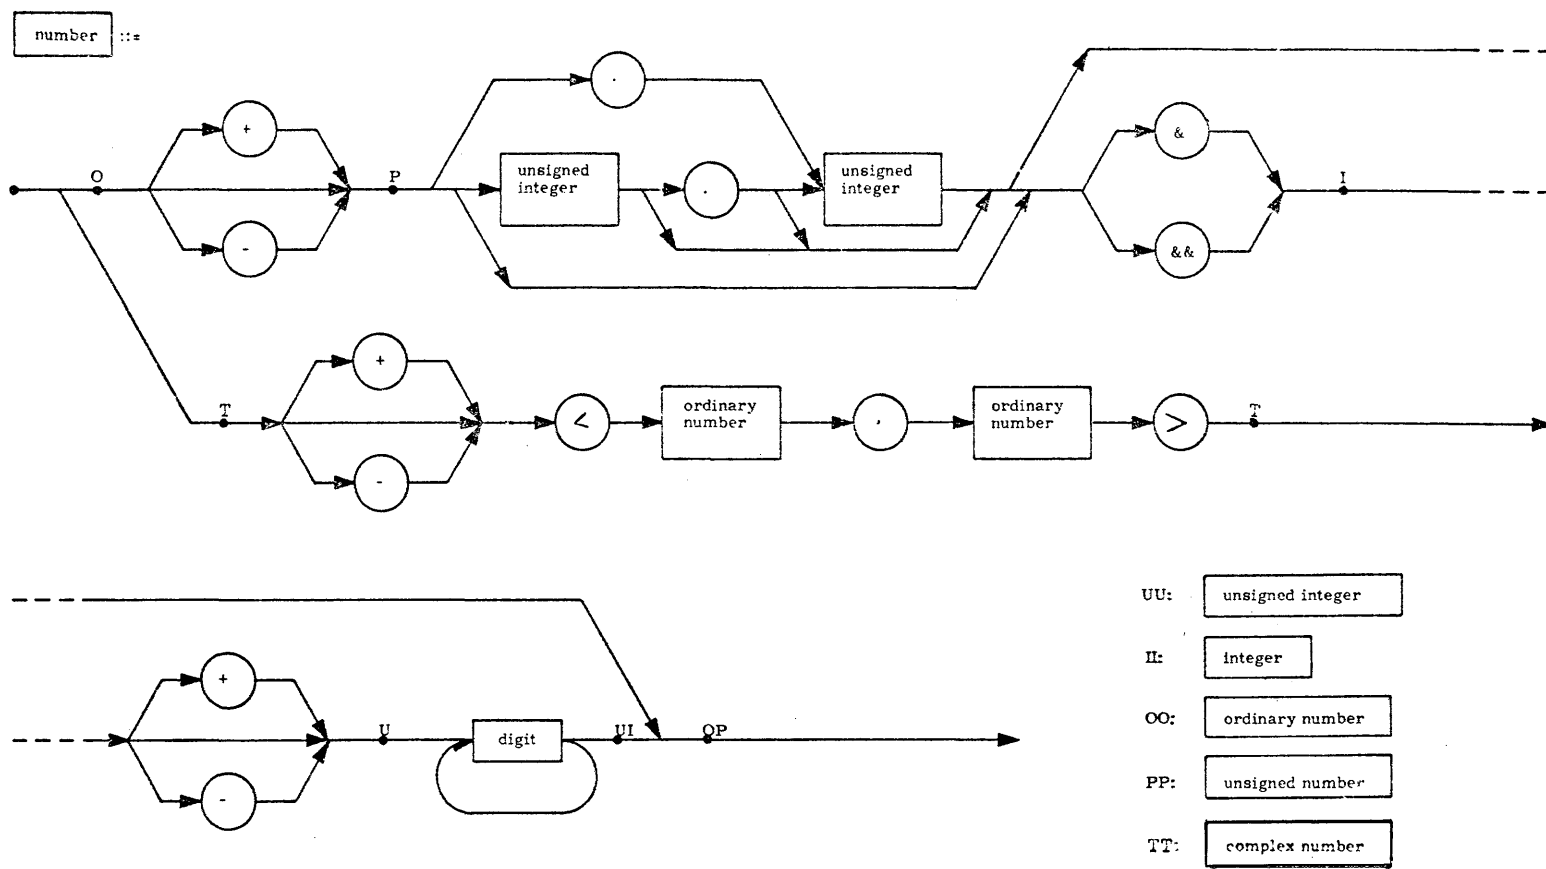 number ::=
+
O
-
P
.
unsigned
integer
.
unsigned
integer
&
&&
I
T
+
-
<
ordinary
number
,
ordinary
number
>
T
+
-
U
digit
UI
OP
UU: unsigned integer
II: integer
OO: ordinary number
PP: unsigned number
TT: complex number